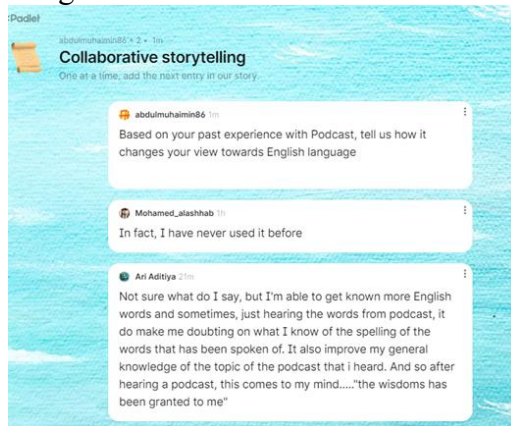 :Padlet
abdulmuhaimin86 + 2 • 1m
Collaborative storytelling
One at a time, add the next entry in our story.
abdulmuhaimin86 1m
Based on your past experience with Podcast, tell us how it
changes your view towards English language
Mohamed_alashhab 1h
In fact, I have never used it before
Ari Aditiya 21m
Not sure what do I say, but I'm able to get known more English
words and sometimes, just hearing the words from podcast, it
do make me doubting on what I know of the spelling of the
words that has been spoken of. It also improve my general
knowledge of the topic of the podcast that i heard. And so after
hearing a podcast, this comes to my mind....."the wisdoms has
been granted to me"